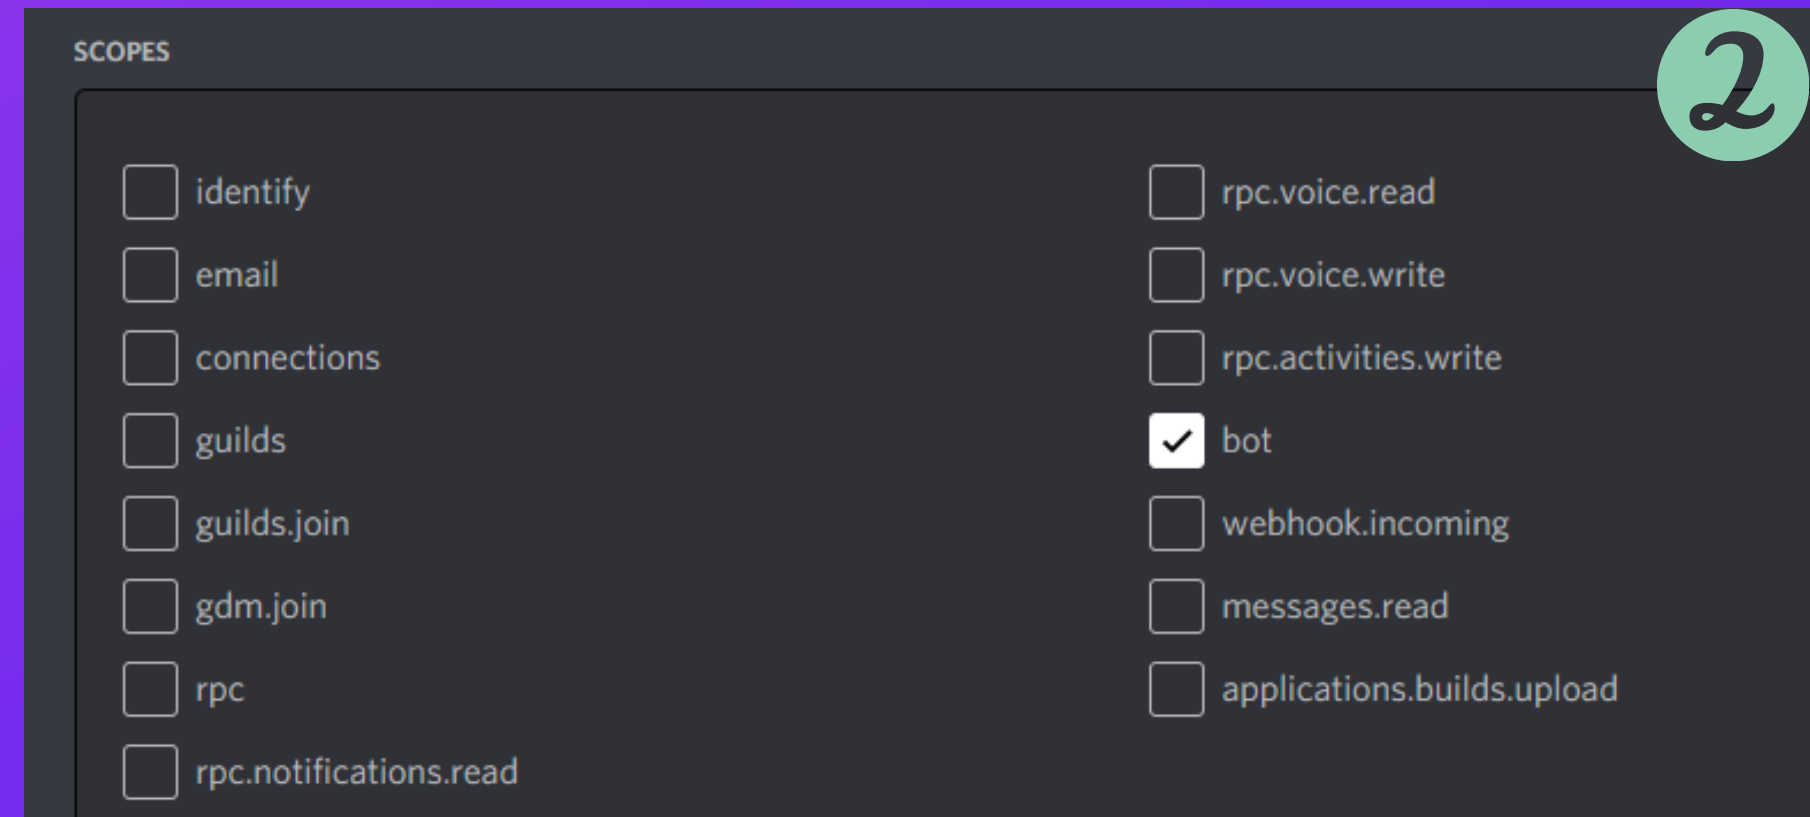 SCOPES
2
identify
email
connections
guilds
guilds.join
gdm.join
rpc
rpc.notifications.read
rpc.voice.read
rpc.voice.write
rpc.activities.write
bot
webhook.incoming
messages.read
applications.builds.upload